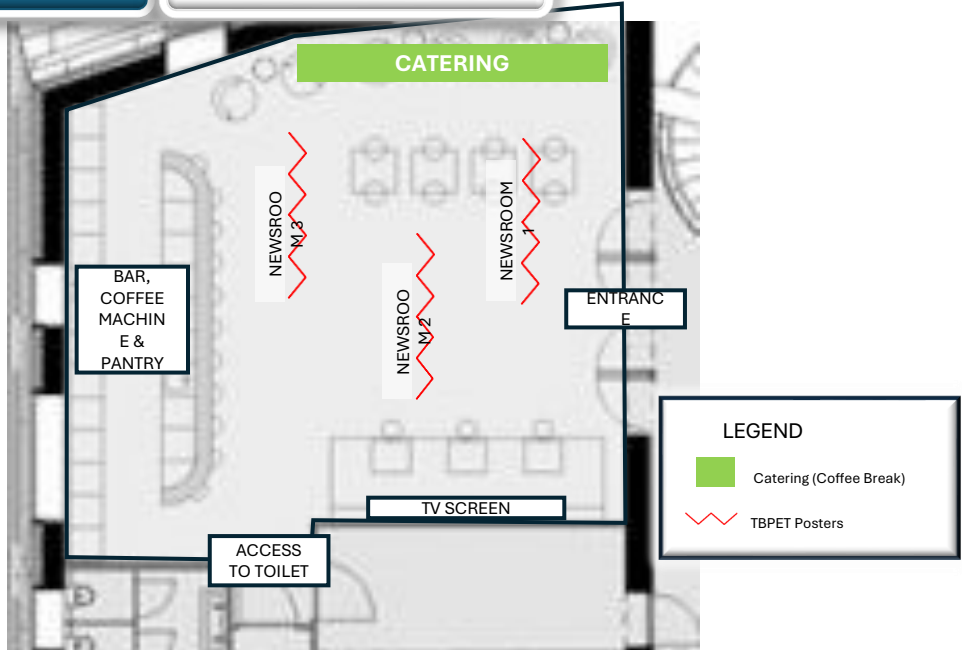 CATERING
NEWSROO
M 3
NEWSROOM
1
NEWSROO
M 2
BAR,
COFFEE
MACHIN
E &
PANTRY
ENTRANC
E
TV SCREEN
ACCESS
TO TOILET
LEGEND
Catering (Coffee Break)
TBPET Posters